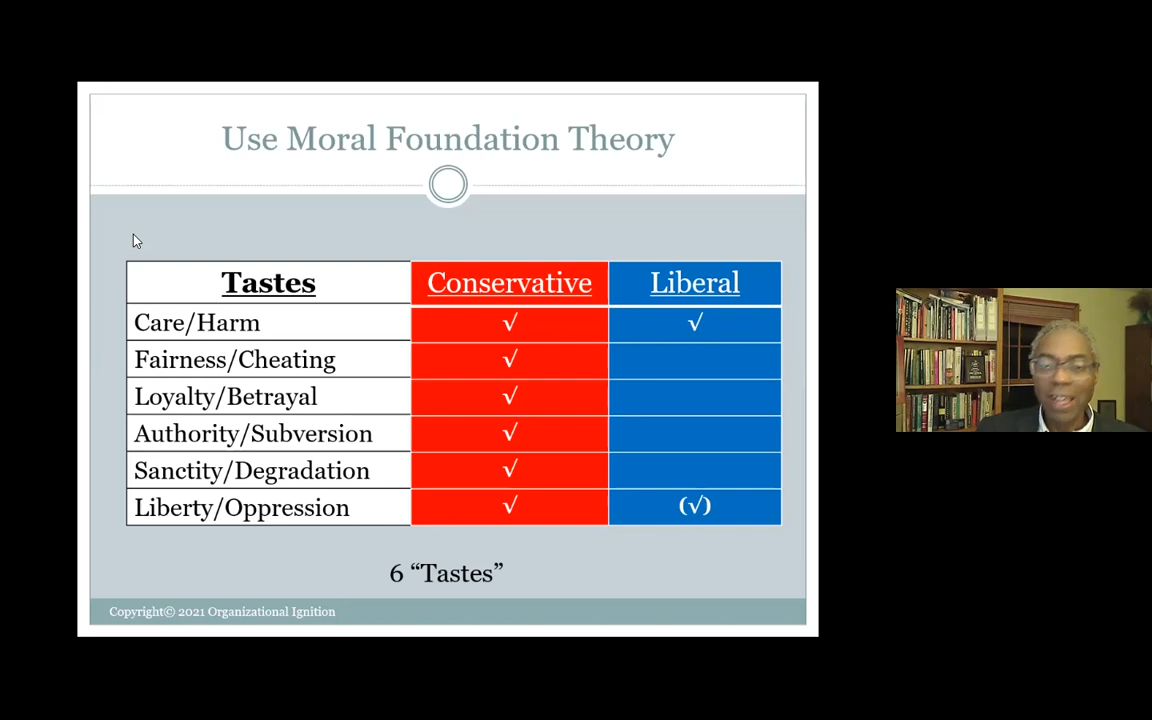 Use Moral Foundation Theory
Tastes Conservative Liberal
Care/Harm √ √
Fairness/Cheating √
Loyalty/Betrayal √
Authority/Subversion √
Sanctity/Degradation √
Liberty/Oppression √ (√)
6 “Tastes”
Copyright© 2021 Organizational Ignition